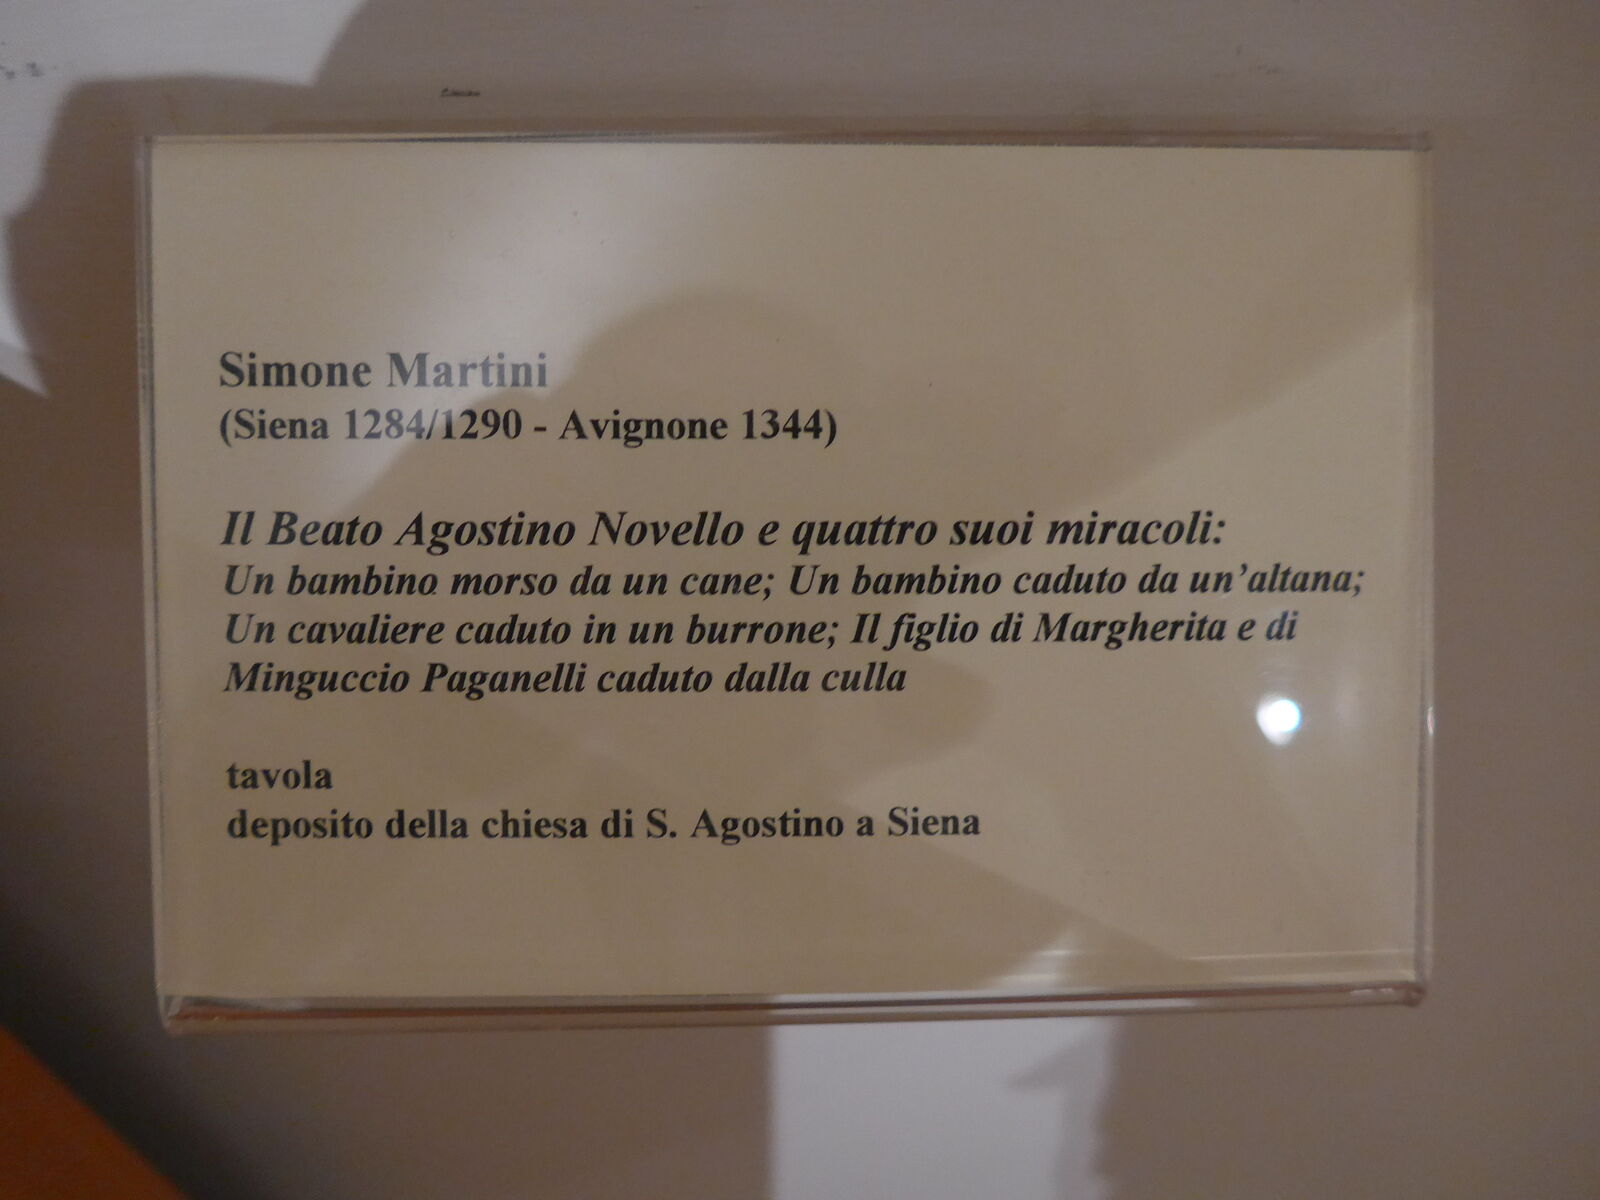 Simone Martini
(Siena 1284/1290 - Avignone 1344)
Il Beato Agostino Novello e quattro suoi miracoli:
Un bambino morso da un cane; Un bambino caduto da un’altana;
Un cavaliere caduto in un burrone; Il figlio di Margherita e di
Minguccio Paganelli caduto dalla culla
tavola
deposito della chiesa di S. Agostino a Siena